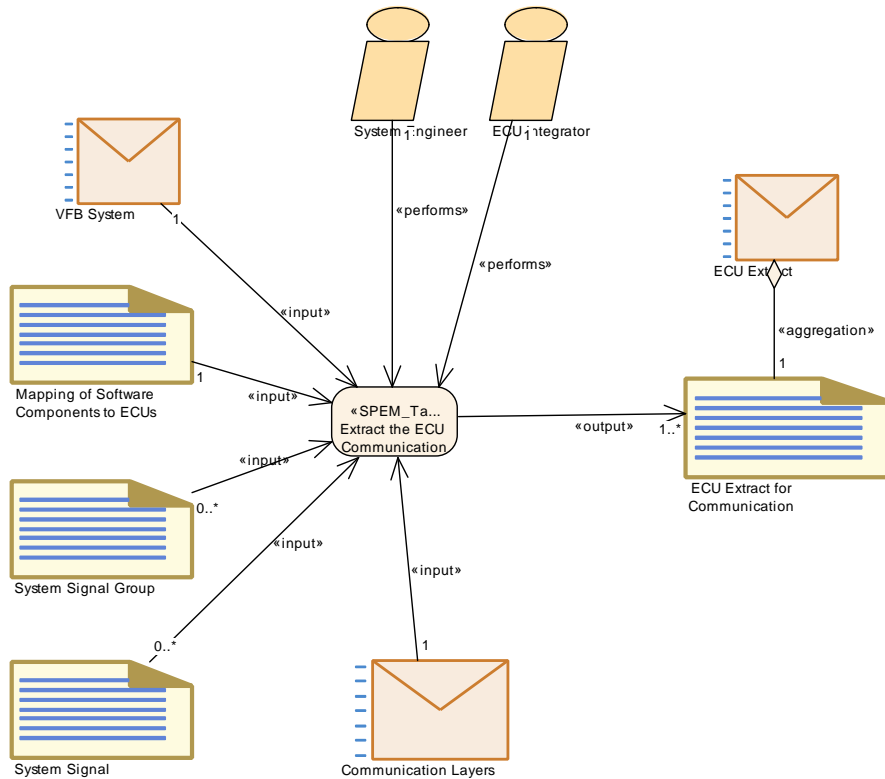 System Engineer
1
ECU Integrator
1
VFB System
1
«performs»
«performs»
ECU Extract
«input»
«aggregation»
1
Mapping of Software
Components to ECUs
1
«input»
«SPEM_Ta...
Extract the ECU
Communication
«output»
1..*
ECU Extract for
Communication
«input»
0..*
System Signal Group
«input»
«input»
0..*
1
System Signal
Communication Layers